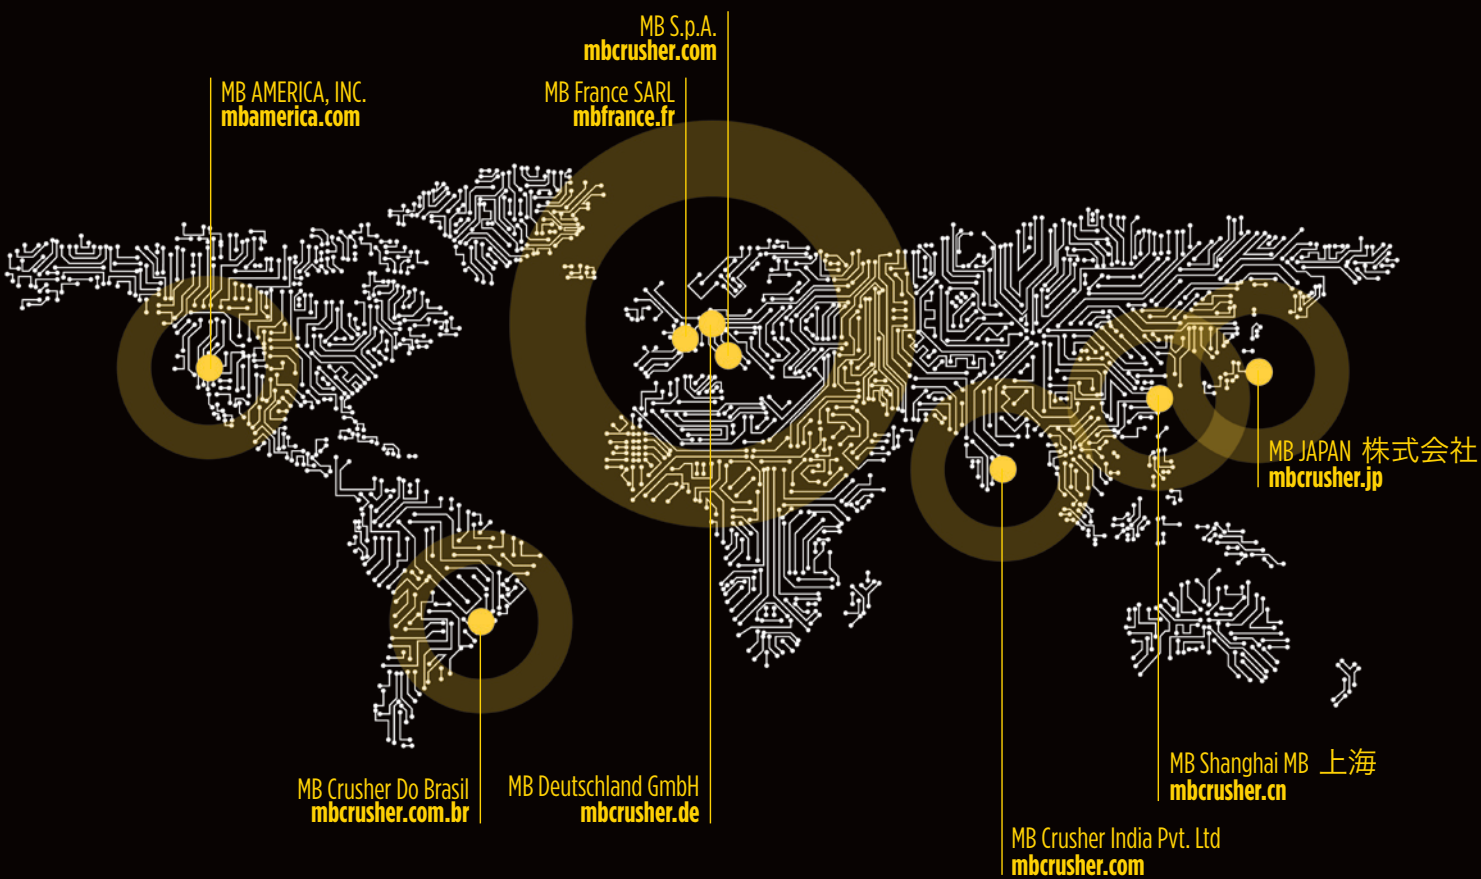 MB S.p.A.
mbcrusher.com
MB AMERICA, INC.
mbamerica.com
MB France SARL
mbfrance.fr
MB JAPAN 株式会社
mbcrusher.jp
MB Shanghai MB 上海
mbcrusher.cn
MB Crusher Do Brasil
mbcrusher.com.br
MB Deutschland GmbH
mbcrusher.de
MB Crusher India Pvt. Ltd
mbcrusher.com